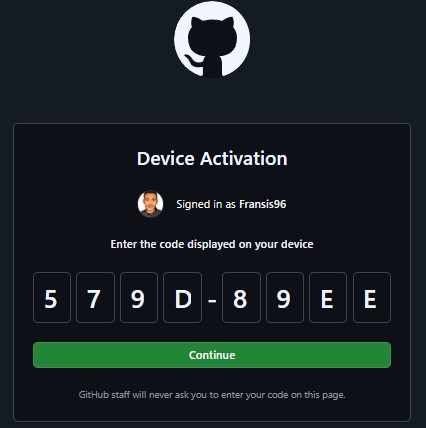 Device Activation
Signed in as Fransis96
Enter the code displayed on your device
5 7 9 D - 8 9 E E
Continue
GitHub staff will never ask you to enter your code on this page.